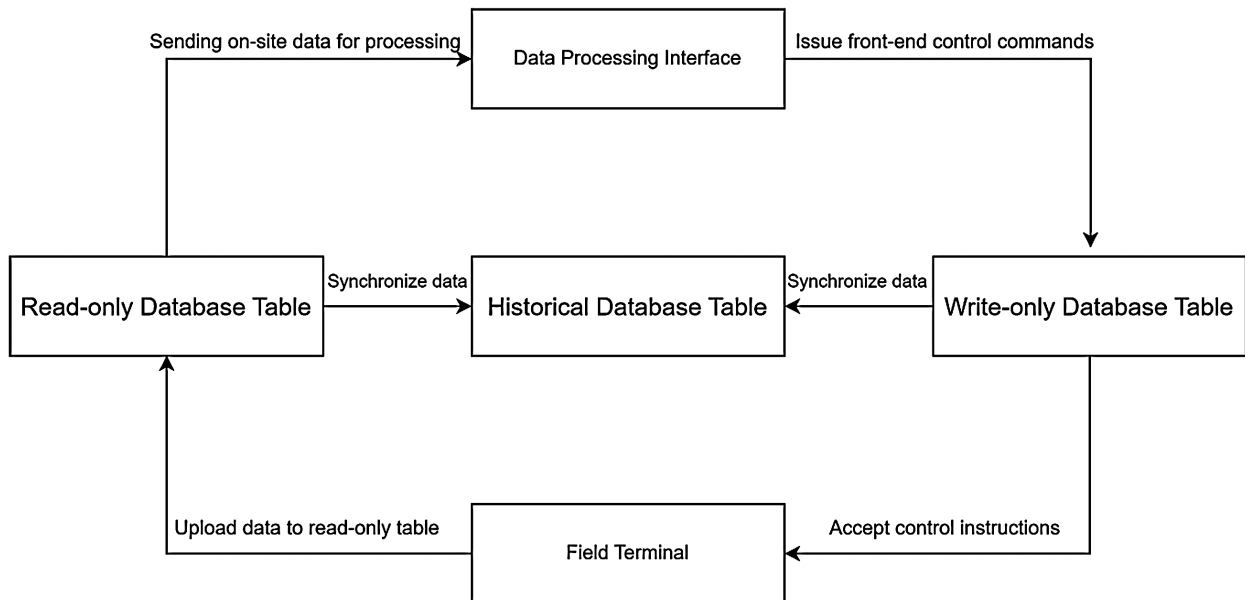 Sending on-site data for processing
Data Processing Interface
Issue front-end control commands
Read-only Database Table
Synchronize data
Historical Database Table
Synchronize data
Write-only Database Table
Upload data to read-only table
Field Terminal
Accept control instructions